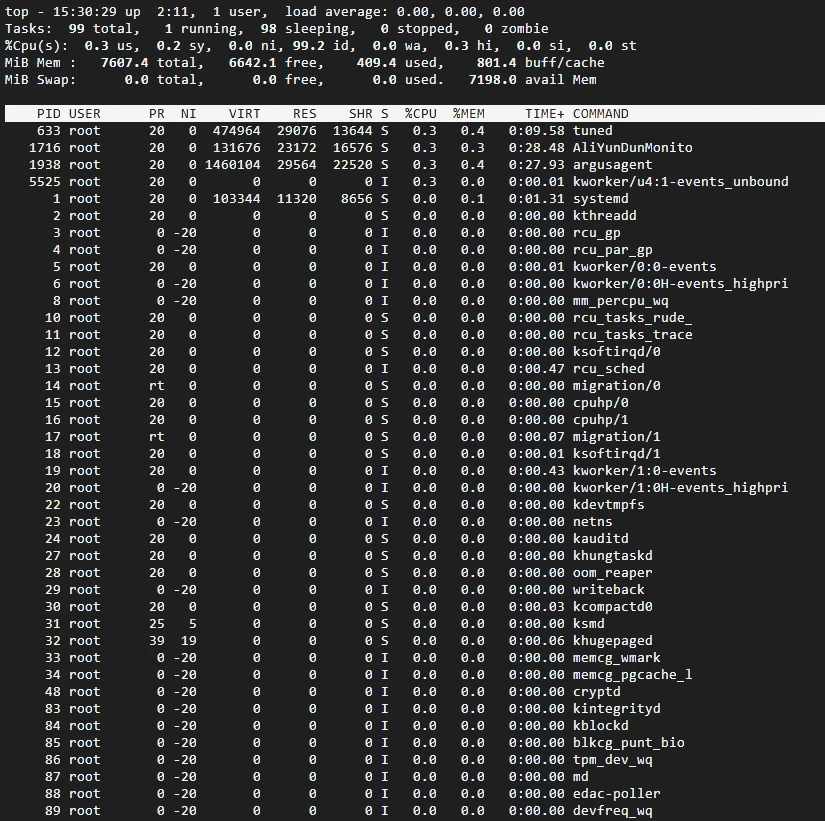 top - 15:30:29 up  2:11,  1 user,  load average: 0.00, 0.00, 0.00
Tasks:  99 total,   1 running,  98 sleeping,   0 stopped,   0 zombie
%Cpu(s):  0.3 us,  0.2 sy,  0.0 ni, 99.2 id,  0.0 wa,  0.3 hi,  0.0 si,  0.0 st
MiB Mem :   7607.4 total,   6642.1 free,    409.4 used,    801.4 buff/cache
MiB Swap:      0.0 total,      0.0 free,      0.0 used.   7198.0 avail Mem
PID USER      PR  NI    VIRT    RES    SHR S  %CPU  %MEM     TIME+ COMMAND
633 root      20   0  474964  29076  13644 S   0.3   0.4   0:09.58 tuned
1716 root      20   0  131676  23172  16576 S   0.3   0.3   0:28.48 AliYunDunMonito
1938 root      20   0 1460104  29564  22520 S   0.3   0.4   0:27.93 argusagent
5525 root      20   0       0      0      0 I   0.3   0.0   0:00.01 kworker/u4:1-events_unbound
1 root      20   0  103344  11320   8656 S   0.0   0.1   0:01.31 systemd
2 root      20   0       0      0      0 S   0.0   0.0   0:00.00 kthreadd
3 root       0 -20       0      0      0 I   0.0   0.0   0:00.00 rcu_gp
4 root       0 -20       0      0      0 I   0.0   0.0   0:00.00 rcu_par_gp
5 root      20   0       0      0      0 I   0.0   0.0   0:00.01 kworker/0:0-events
6 root       0 -20       0      0      0 I   0.0   0.0   0:00.00 kworker/0:0H-events_highpri
8 root       0 -20       0      0      0 I   0.0   0.0   0:00.00 mm_percpu_wq
10 root      20   0       0      0      0 S   0.0   0.0   0:00.00 rcu_tasks_rude_
11 root      20   0       0      0      0 S   0.0   0.0   0:00.00 rcu_tasks_trace
12 root      20   0       0      0      0 S   0.0   0.0   0:00.00 ksoftirqd/0
13 root      20   0       0      0      0 I   0.0   0.0   0:00.47 rcu_sched
14 root      rt   0       0      0      0 S   0.0   0.0   0:00.00 migration/0
15 root      20   0       0      0      0 S   0.0   0.0   0:00.00 cpuhp/0
16 root      20   0       0      0      0 S   0.0   0.0   0:00.00 cpuhp/1
17 root      rt   0       0      0      0 S   0.0   0.0   0:00.07 migration/1
18 root      20   0       0      0      0 S   0.0   0.0   0:00.01 ksoftirqd/1
19 root      20   0       0      0      0 I   0.0   0.0   0:00.43 kworker/1:0-events
20 root       0 -20       0      0      0 I   0.0   0.0   0:00.00 kworker/1:0H-events_highpri
22 root      20   0       0      0      0 S   0.0   0.0   0:00.00 kdevtmpfs
23 root       0 -20       0      0      0 I   0.0   0.0   0:00.00 netns
24 root      20   0       0      0      0 S   0.0   0.0   0:00.00 kauditd
27 root      20   0       0      0      0 S   0.0   0.0   0:00.00 khungtaskd
28 root      20   0       0      0      0 S   0.0   0.0   0:00.00 oom_reaper
29 root       0 -20       0      0      0 I   0.0   0.0   0:00.00 writeback
30 root      20   0       0      0      0 S   0.0   0.0   0:00.03 kcompactd0
31 root      25   5       0      0      0 S   0.0   0.0   0:00.00 ksmd
32 root      39  19       0      0      0 S   0.0   0.0   0:00.06 khugepaged
33 root       0 -20       0      0      0 I   0.0   0.0   0:00.00 memcg_wmark
34 root       0 -20       0      0      0 I   0.0   0.0   0:00.00 memcg_pgcache_l
48 root       0 -20       0      0      0 I   0.0   0.0   0:00.00 cryptd
83 root       0 -20       0      0      0 I   0.0   0.0   0:00.00 kintegrityd
84 root       0 -20       0      0      0 I   0.0   0.0   0:00.00 kblockd
85 root       0 -20       0      0      0 I   0.0   0.0   0:00.00 blkcg_punt_bio
86 root       0 -20       0      0      0 I   0.0   0.0   0:00.00 tpm_dev_wq
87 root       0 -20       0      0      0 I   0.0   0.0   0:00.00 md
88 root       0 -20       0      0      0 I   0.0   0.0   0:00.00 edac-poller
89 root       0 -20       0      0      0 I   0.0   0.0   0:00.00 devfreq_wq